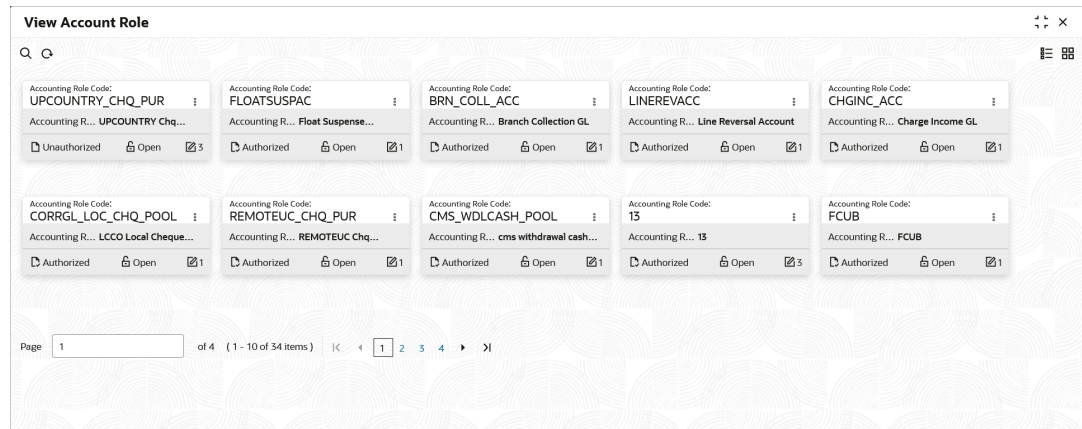 View Account Role
Accounting Role Code: Accounting Role Code: Accounting Role Code: Accounting Role Code: Accounting Role Code:
UPCOUNTRY_CHQ_PUR FLOATSUSPAC BRN_COLL_ACC LINEREVACC CHGINC_ACC
Accounting R... UPCOUNTRY Chq... Accounting R... Float Suspense... Accounting R... Branch Collection GL Accounting R... Line Reversal Account Accounting R... Charge Income GL
Unauthorized Open 3 Authorized Open 1 Authorized Open 1 Authorized Open 1 Authorized Open 1
Accounting Role Code: Accounting Role Code: Accounting Role Code: Accounting Role Code: Accounting Role Code:
CORRGL_LOC_CHQ_POOL REMOTEUC_CHQ_PUR CMS_WDLCASH_POOL 13 FCUB
Accounting R... LCCO Local Cheque... Accounting R... REMOTEUC Chq... Accounting R... cms withdrawal cash... Accounting R... 13 Accounting R... FCUB
Authorized Open 1 Authorized Open 1 Authorized Open 1 Authorized Open 3 Authorized Open 1
Page 1 of 4 ( 1 - 10 of 34 items ) 1 2 3 4